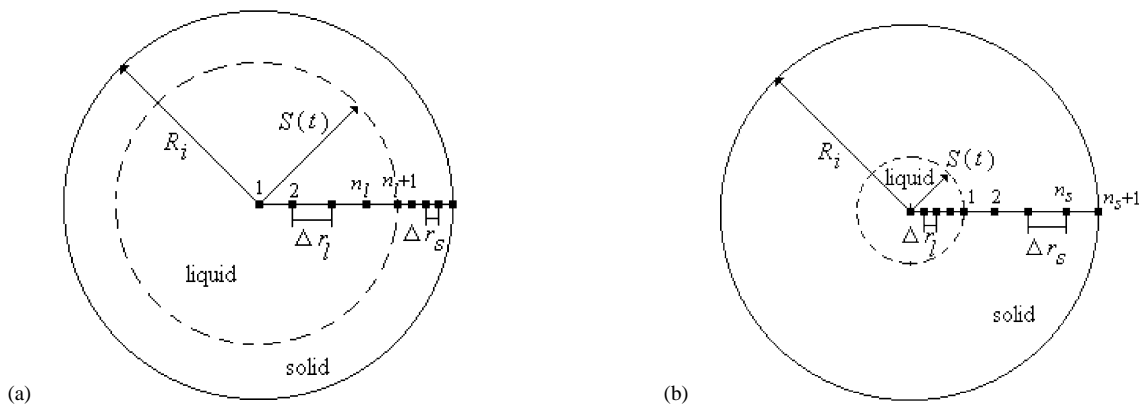 R_i
S(t)
1
2
n_l
n_l+1
Δr_l
Δr_s
liquid
solid
(a)
R_i
S(t)
liquid
1
2
n_s
n_s+1
Δr_l
Δr_s
solid
(b)